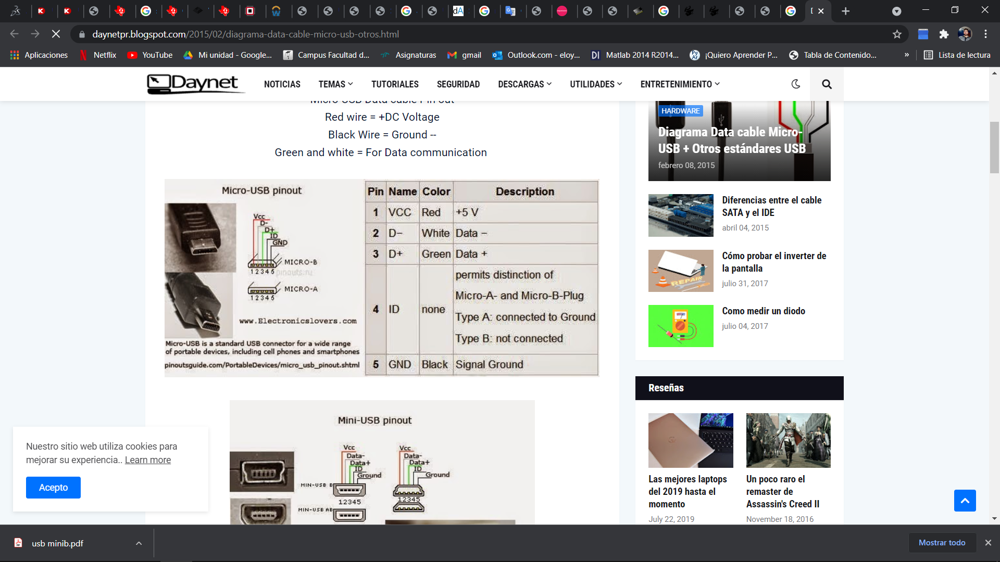 daynetpr.blogspot.com/2015/02/diagrama-data-cable-micro-usb-otros.html
Aplicaciones
Netflix
YouTube
Mi unidad - Google...
Campus Facultad d...
Asignaturas
gmail
Outlook.com - eloy...
DI
Matlab 2014 R2014...
¡Quiero Aprender P...
Tabla de Contenido...
»
Lista de lectura
Daynet
NOTICIAS
TEMAS
TUTORIALES
SEGURIDAD
DESCARGAS
UTILIDADES
ENTRETENIMIENTO
Micro USB Data cable Pin out
Red wire = +DC Voltage
Black Wire = Ground --
Green and white = For Data communication
Micro-USB pinout
Vcc
D-
D+
ID
GND
MICRO-B
1 2 3 4 5
pinouts.ru
MICRO-A
1 2 3 4 5
www.Electronicslovers.com
Micro-USB is a standard USB connector for a wide range
of portable devices, including cell phones and smartphones
pinoutsguide.com/PortableDevices/micro_usb_pinout.shtml
Pin Name Color Description
1 VCC Red +5 V
2 D− White Data −
3 D+ Green Data +
4 ID none permits distinction of
Micro-A- and Micro-B-Plug
Type A: connected to Ground
Type B: not connected
5 GND Black Signal Ground
Mini-USB pinout
Vcc
Data-
Data+
ID
Ground
Vcc
Data-
Data+
ID
Ground
MIN-USB B
12345
12345
MIN-USB AB
HARDWARE
Diagrama Data cable Micro-
USB + Otros estándares USB
febrero 08, 2015
Diferencias entre el cable
SATA y el IDE
abril 04, 2015
REPAIR
Cómo probar el inverter de
la pantalla
julio 31, 2017
Como medir un diodo
julio 04, 2017
Reseñas
Las mejores laptops
del 2019 hasta el
momento
July 22, 2019
Un poco raro el
remaster de
Assassin's Creed II
November 18, 2016
Nuestro sitio web utiliza cookies para
mejorar su experiencia.. Learn more
Acepto
usb minib.pdf
Mostrar todo